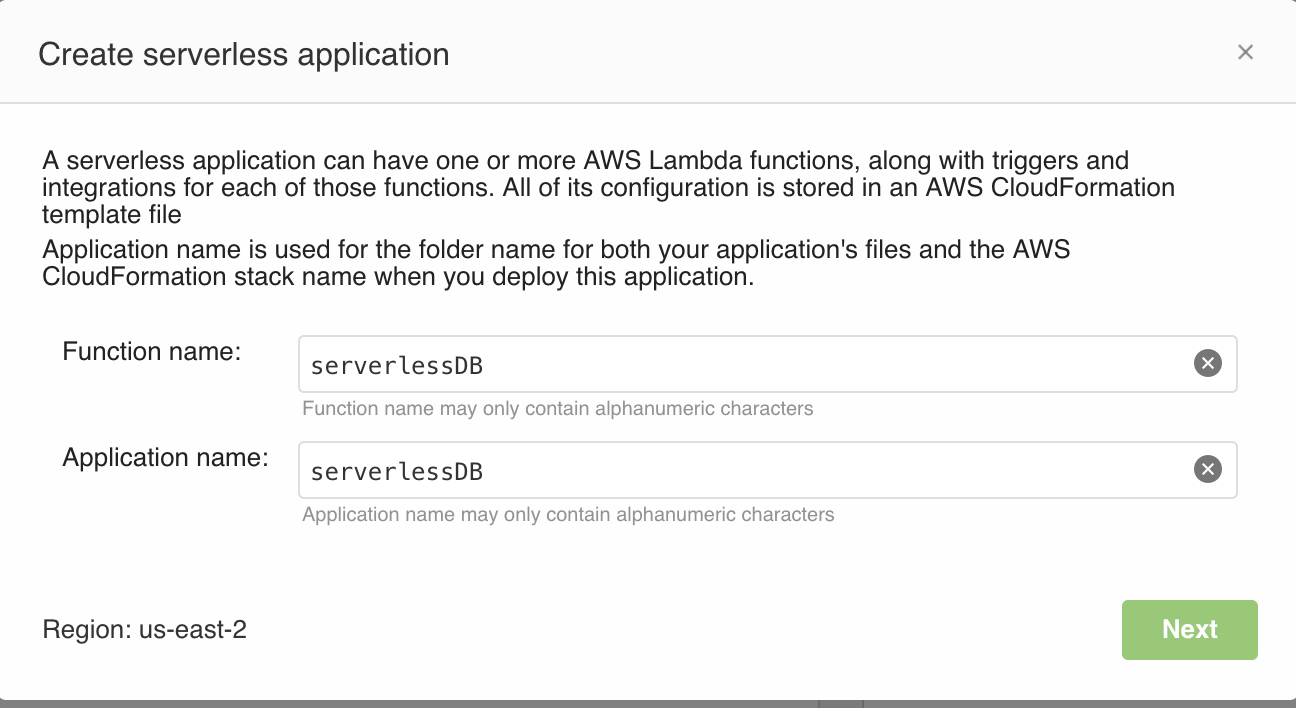 Create serverless application
A serverless application can have one or more AWS Lambda functions, along with triggers and
integrations for each of those functions. All of its configuration is stored in an AWS CloudFormation
template file
Application name is used for the folder name for both your application's files and the AWS
CloudFormation stack name when you deploy this application.
Function name:
serverlessDB
Function name may only contain alphanumeric characters
Application name:
serverlessDB
Application name may only contain alphanumeric characters
Region: us-east-2
Next